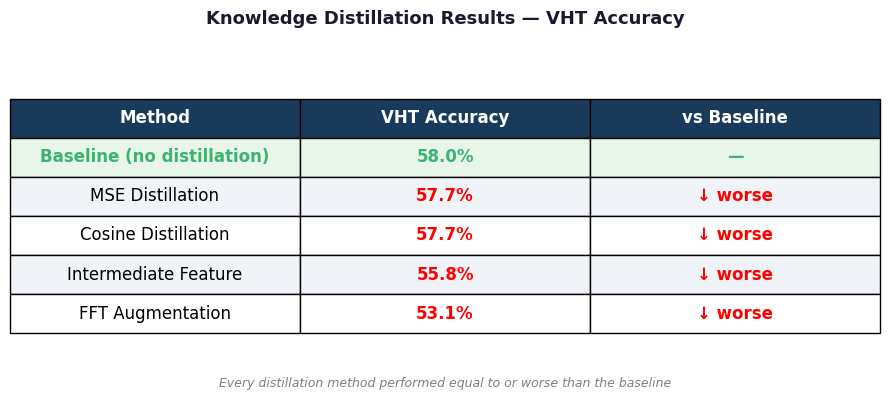 Knowledge Distillation Results — VHT Accuracy
Method VHT Accuracy vs Baseline
Baseline (no distillation) 58.0% —
MSE Distillation 57.7% ↓ worse
Cosine Distillation 57.7% ↓ worse
Intermediate Feature 55.8% ↓ worse
FFT Augmentation 53.1% ↓ worse
Every distillation method performed equal to or worse than the baseline